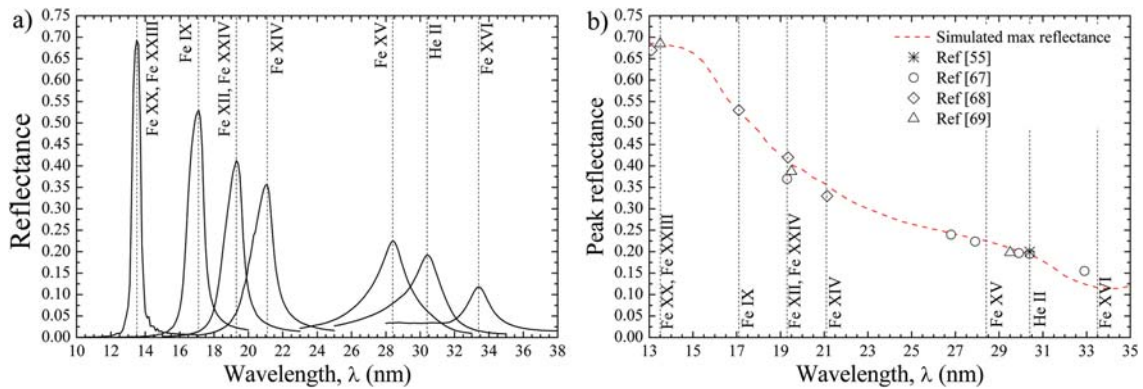 a)
0.75
0.70
0.65
0.60
0.55
0.50
0.45
0.40
0.35
0.30
0.25
0.20
0.15
0.10
0.05
0.00
Reflectance
Fe XX, Fe XXIII
Fe IX
Fe XII, Fe XXIV
Fe XIV
Fe XV
He II
Fe XVI
10 12 14 16 18 20 22 24 26 28 30 32 34 36 38
Wavelength, λ (nm)
b)
0.75
0.70
0.65
0.60
0.55
0.50
0.45
0.40
0.35
0.30
0.25
0.20
0.15
0.10
0.05
0.00
Peak reflectance
Simulated max reflectance
Ref [55]
Ref [67]
Ref [68]
Ref [69]
Fe XX, Fe XXIII
Fe IX
Fe XII, Fe XXIV
Fe XIV
Fe XV
He II
Fe XVI
13 15 17 19 21 23 25 27 29 31 33 35
Wavelength, λ (nm)